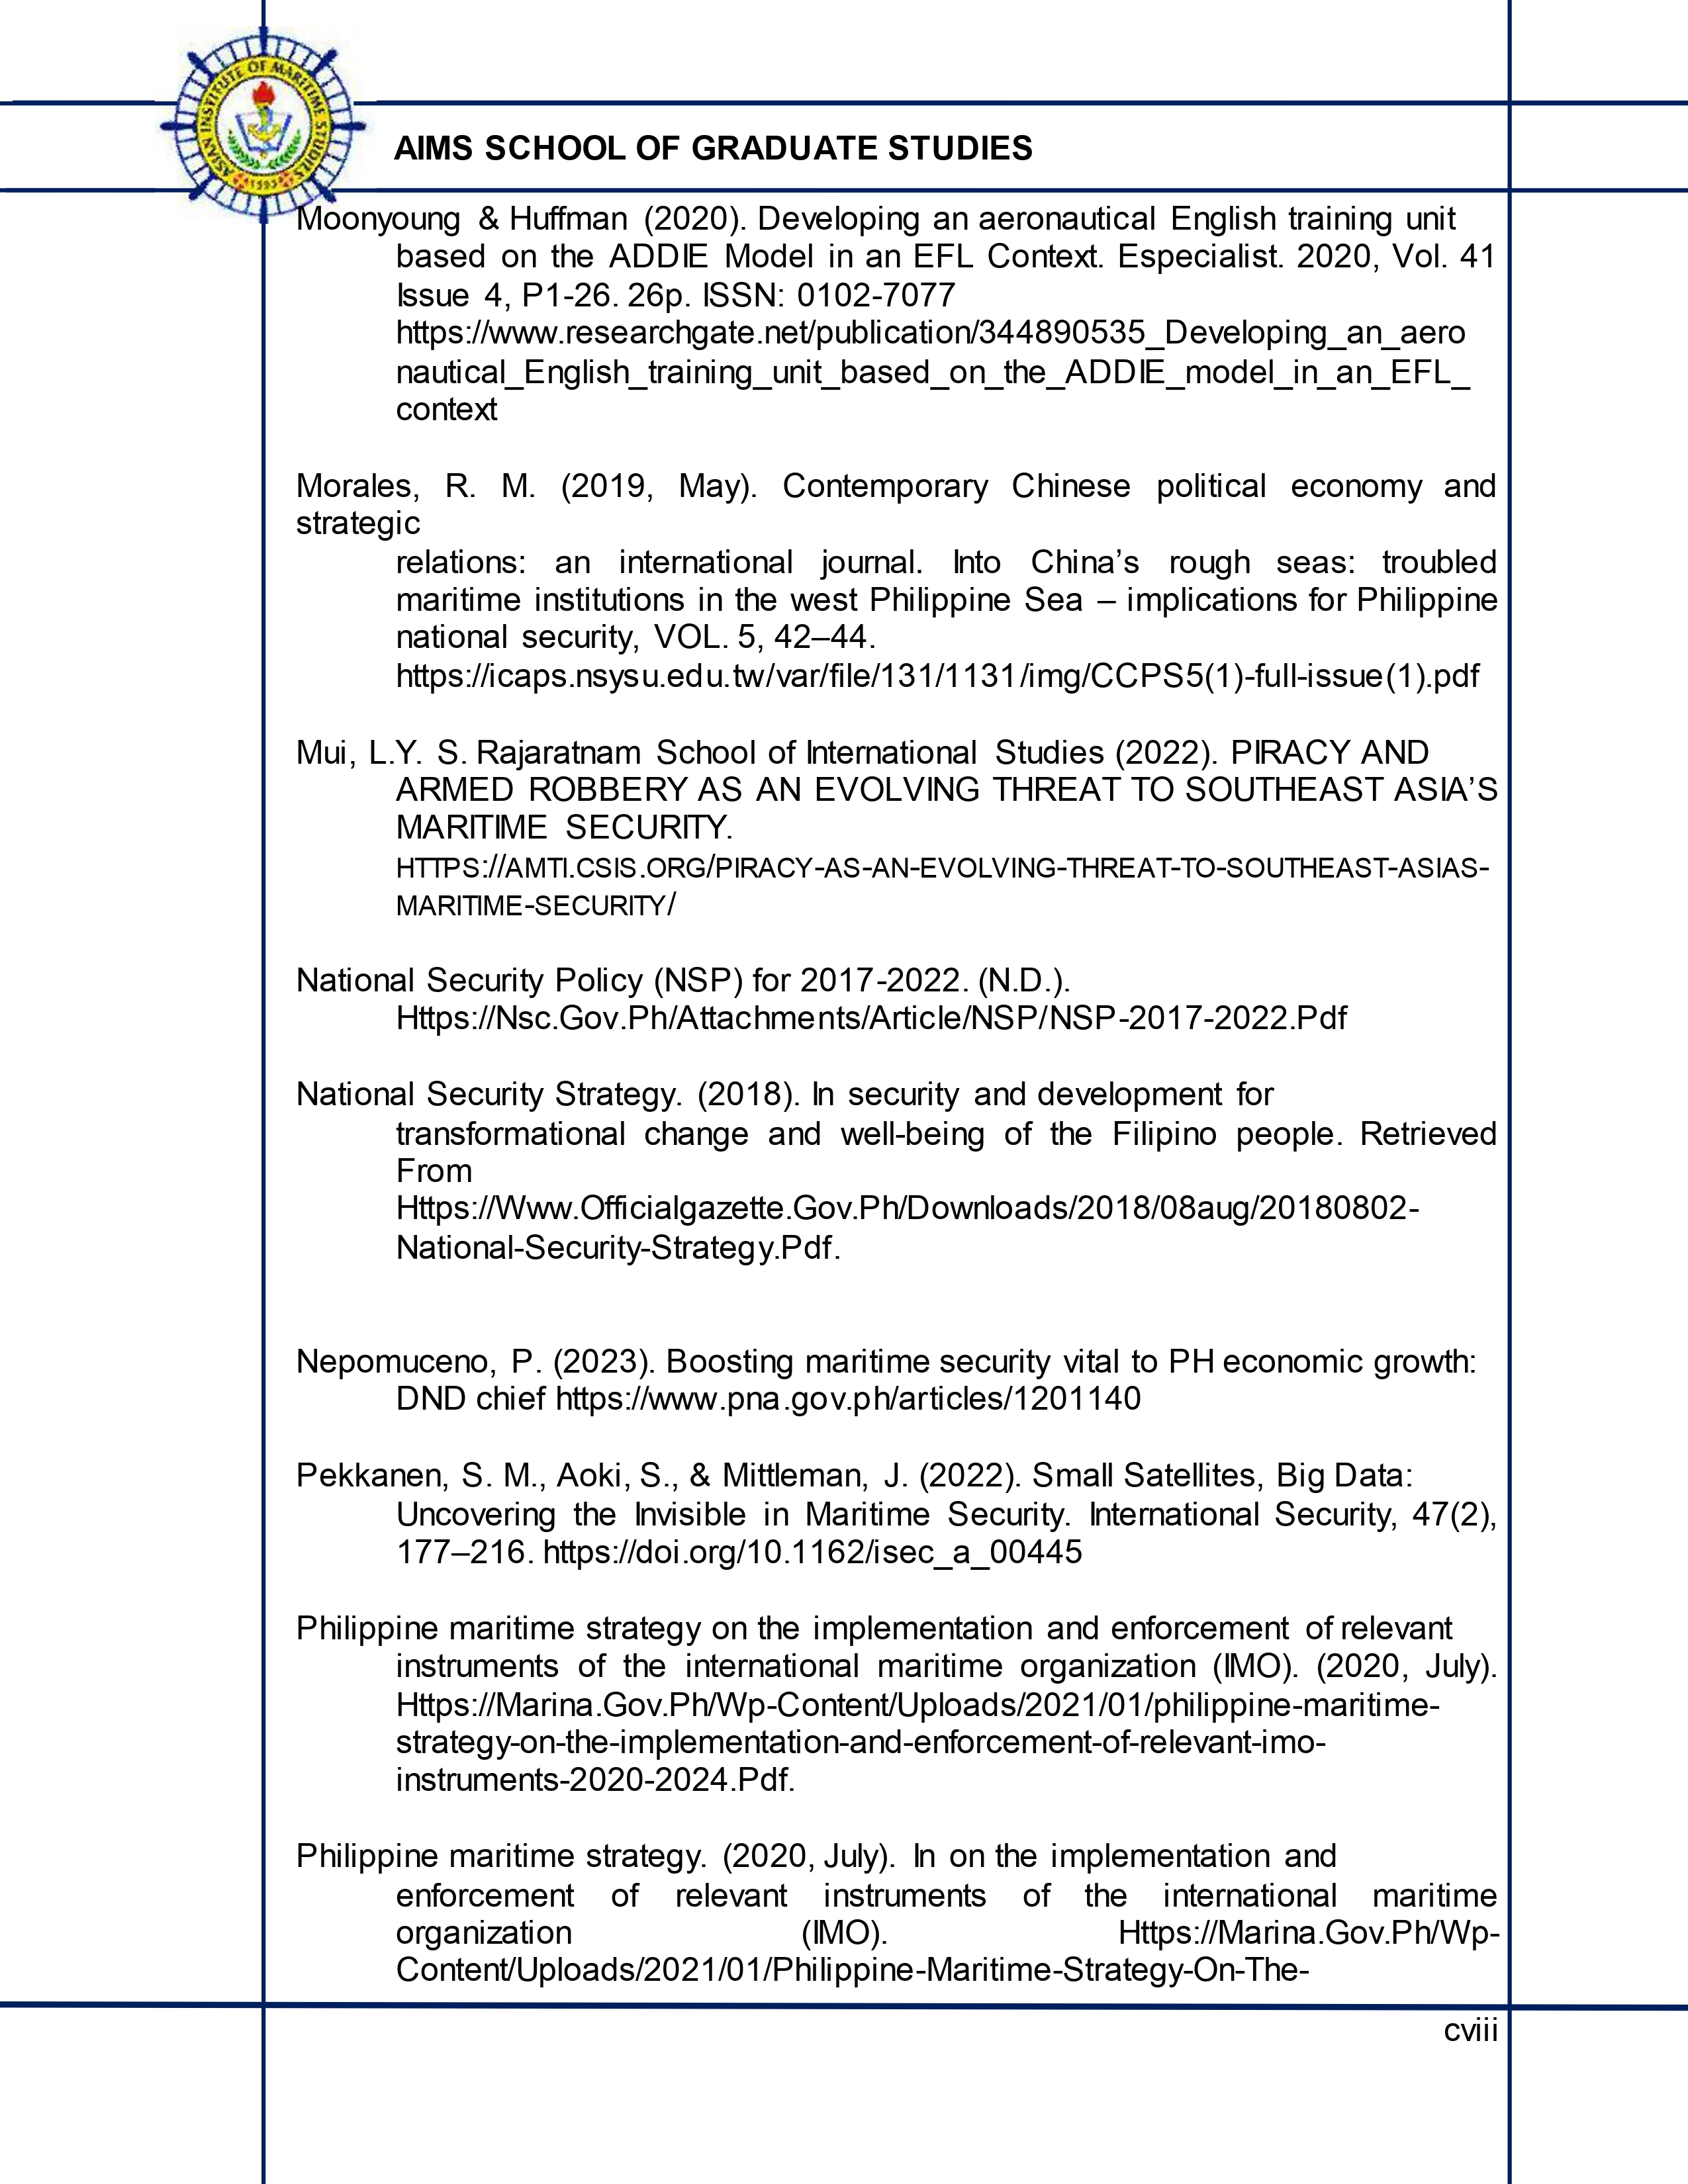 ASIAN INSTITUTE OF MARITIME STUDIES
1993
AIMS SCHOOL OF GRADUATE STUDIES
Moonyoung & Huffman (2020). Developing an aeronautical English training unit
based on the ADDIE Model in an EFL Context. Especialist. 2020, Vol. 41
Issue 4, P1-26. 26p. ISSN: 0102-7077
https://www.researchgate.net/publication/344890535_Developing_an_aero
nautical_English_training_unit_based_on_the_ADDIE_model_in_an_EFL_
context
Morales, R. M. (2019, May). Contemporary Chinese political economy and
strategic
relations: an international journal. Into China’s rough seas: troubled
maritime institutions in the west Philippine Sea – implications for Philippine
national security, VOL. 5, 42–44.
https://icaps.nsysu.edu.tw/var/file/131/1131/img/CCPS5(1)-full-issue(1).pdf
Mui, L.Y. S. Rajaratnam School of International Studies (2022). PIRACY AND
ARMED ROBBERY AS AN EVOLVING THREAT TO SOUTHEAST ASIA’S
MARITIME SECURITY.
HTTPS://AMTI.CSIS.ORG/PIRACY-AS-AN-EVOLVING-THREAT-TO-SOUTHEAST-ASIAS-
MARITIME-SECURITY/
National Security Policy (NSP) for 2017-2022. (N.D.).
Https://Nsc.Gov.Ph/Attachments/Article/NSP/NSP-2017-2022.Pdf
National Security Strategy. (2018). In security and development for
transformational change and well-being of the Filipino people. Retrieved
From
Https://Www.Officialgazette.Gov.Ph/Downloads/2018/08aug/20180802-
National-Security-Strategy.Pdf.
Nepomuceno, P. (2023). Boosting maritime security vital to PH economic growth:
DND chief https://www.pna.gov.ph/articles/1201140
Pekkanen, S. M., Aoki, S., & Mittleman, J. (2022). Small Satellites, Big Data:
Uncovering the Invisible in Maritime Security. International Security, 47(2),
177–216. https://doi.org/10.1162/isec_a_00445
Philippine maritime strategy on the implementation and enforcement of relevant
instruments of the international maritime organization (IMO). (2020, July).
Https://Marina.Gov.Ph/Wp-Content/Uploads/2021/01/philippine-maritime-
strategy-on-the-implementation-and-enforcement-of-relevant-imo-
instruments-2020-2024.Pdf.
Philippine maritime strategy. (2020, July). In on the implementation and
enforcement of relevant instruments of the international maritime
organization (IMO). Https://Marina.Gov.Ph/Wp-
Content/Uploads/2021/01/Philippine-Maritime-Strategy-On-The-
cviii